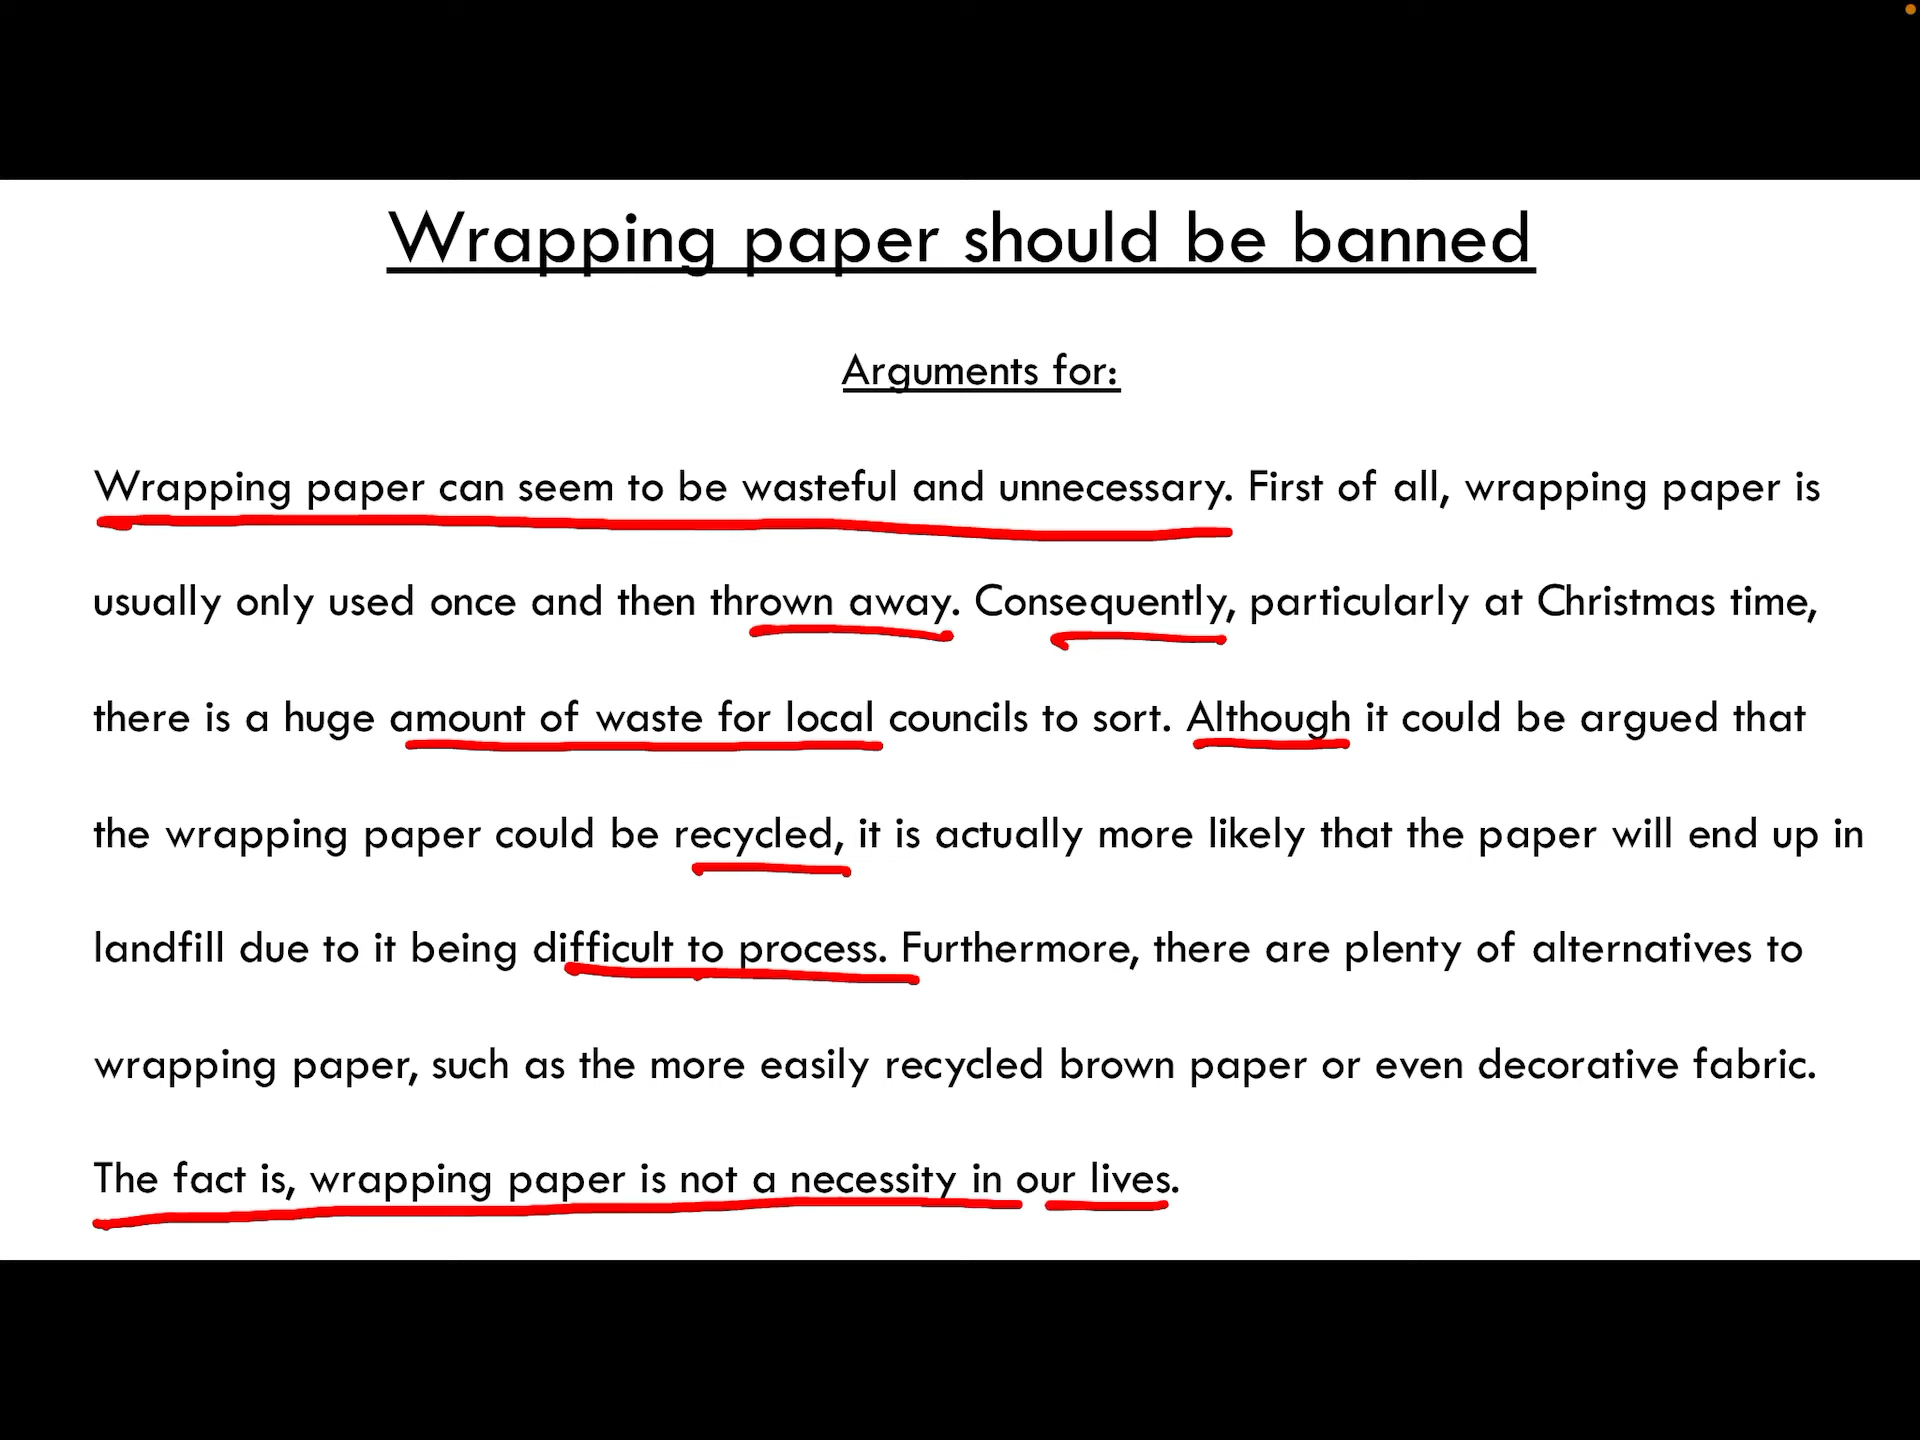 Wrapping paper should be banned
Arguments for:
Wrapping paper can seem to be wasteful and unnecessary. First of all, wrapping paper is
usually only used once and then thrown away. Consequently, particularly at Christmas time,
there is a huge amount of waste for local councils to sort. Although it could be argued that
the wrapping paper could be recycled, it is actually more likely that the paper will end up in
landfill due to it being difficult to process. Furthermore, there are plenty of alternatives to
wrapping paper, such as the more easily recycled brown paper or even decorative fabric.
The fact is, wrapping paper is not a necessity in our lives.